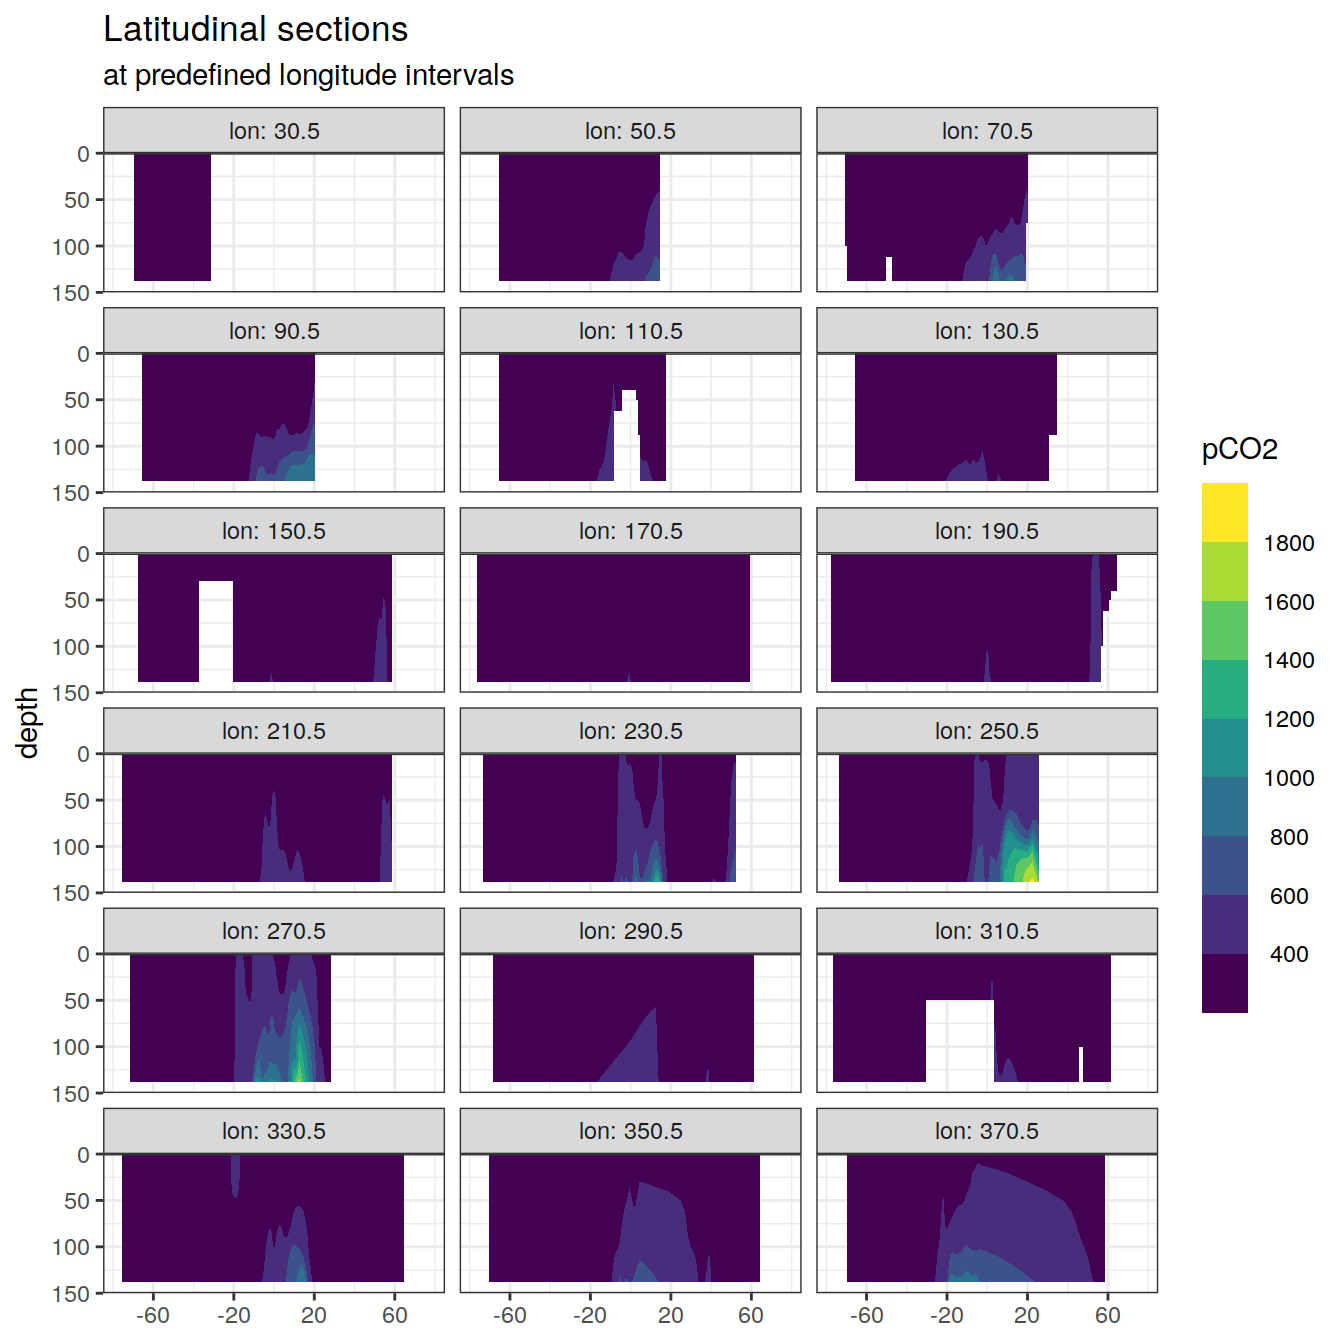 Latitudinal sections
at predefined longitude intervals
lon: 30.5
lon: 50.5
lon: 70.5
0
50
100
150
lon: 90.5
lon: 110.5
lon: 130.5
0
50
100
150
lon: 150.5
lon: 170.5
lon: 190.5
0
50
100
150
lon: 210.5
lon: 230.5
lon: 250.5
0
50
100
150
lon: 270.5
lon: 290.5
lon: 310.5
0
50
100
150
lon: 330.5
lon: 350.5
lon: 370.5
0
50
100
150
-60 -20 20 60
-60 -20 20 60
-60 -20 20 60
depth
pCO2
1800
1600
1400
1200
1000
800
600
400